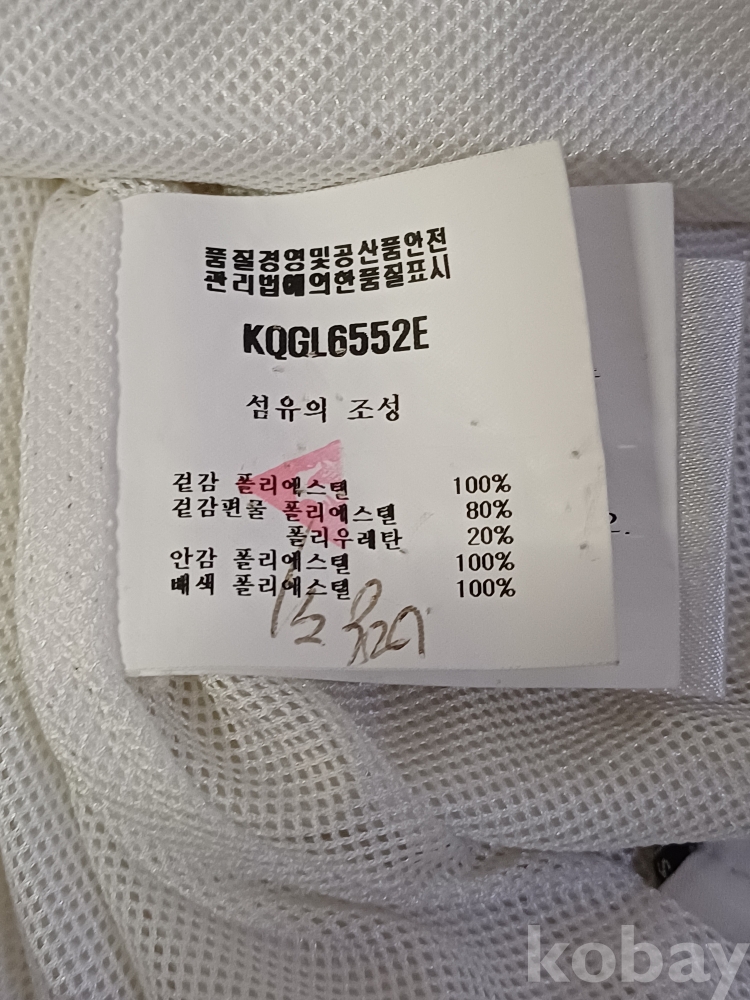 품질경영및공산품안전
관리법에의한품질표시
KQGL6552E
섬유의 조성
겉감 폴리에스텔 100%
겉감편물 폴리에스텔 80%
폴리우레탄 20%
안감 폴리에스텔 100%
배색 폴리에스텔 100%
kobay